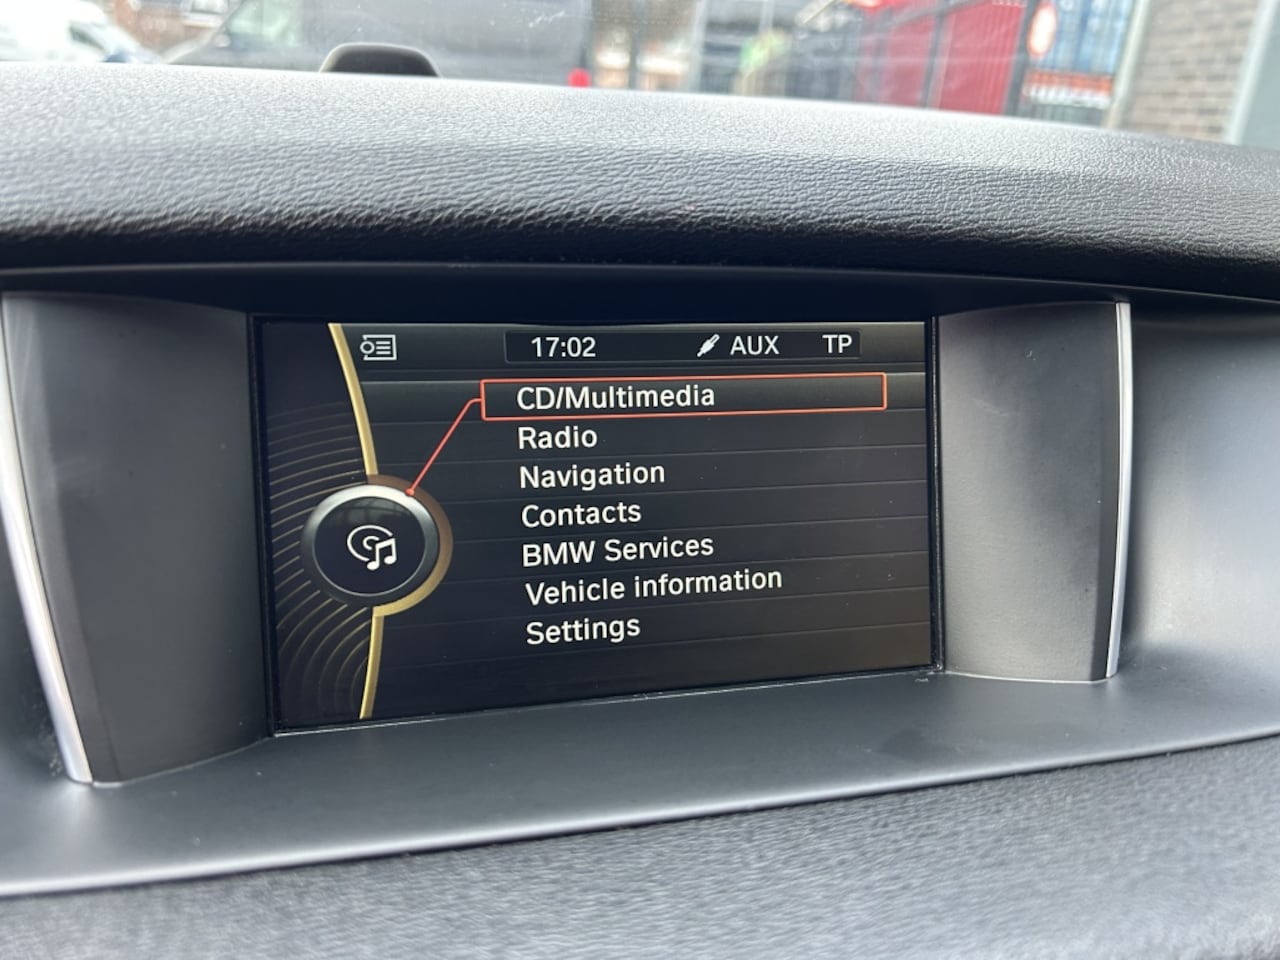 17:02 AUX TP
CD/Multimedia
Radio
Navigation
Contacts
BMW Services
Vehicle information
Settings